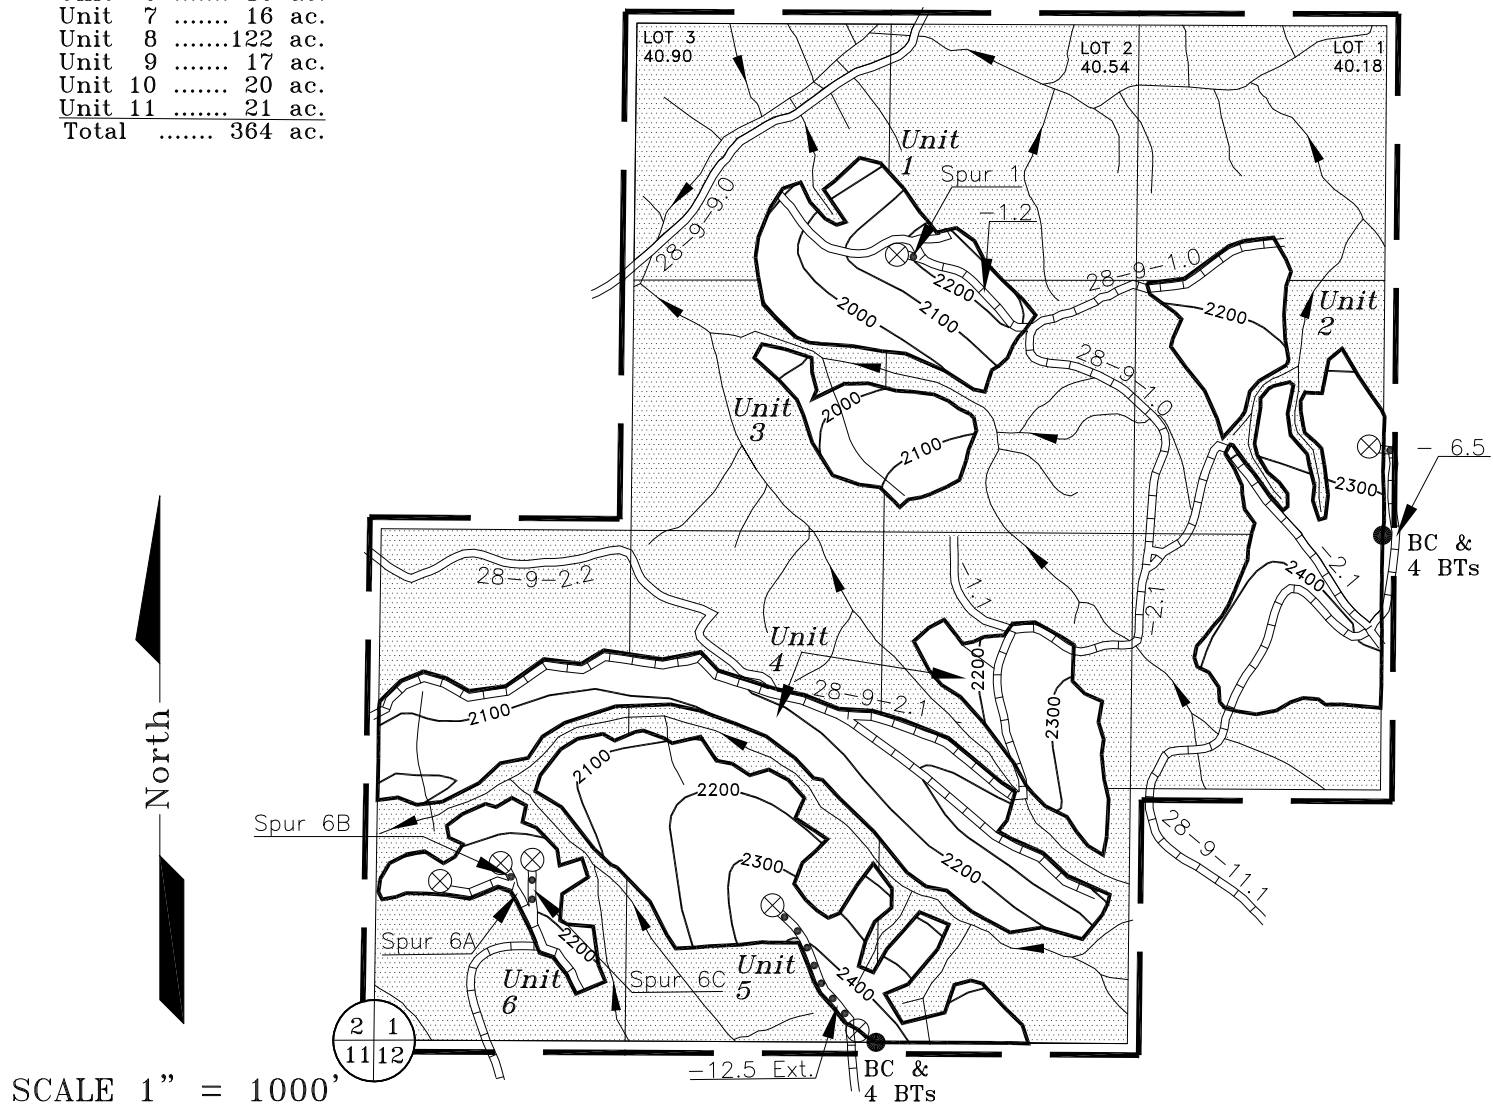 Unit 7 ....... 16 ac.
Unit 8 .......122 ac.
Unit 9 ....... 17 ac.
Unit 10 ....... 20 ac.
Unit 11 ....... 21 ac.
Total ....... 364 ac.
LOT 3
40.90
LOT 2
40.54
LOT 1
40.18
Unit
1
Spur 1
-1.2
28-9-9.0
28-9-1.0
2200
2100
2000
2200
Unit
2
28-9-1.0
Unit
3
2000
2100
- 6.5
2300
BC &
4 BTs
-2.1
2400
28-9-2.2
-1.1
-2.1
Unit
4
2200
2300
28-9-2.1
2100
North
2100
2200
28-9-11.1
Spur 6B
2300
2200
Spur 6A
2200
Unit
6
Spur 6C
Unit
5
2400
2 1
11 12
-12.5 Ext.
BC &
4 BTs
SCALE 1” = 1000'